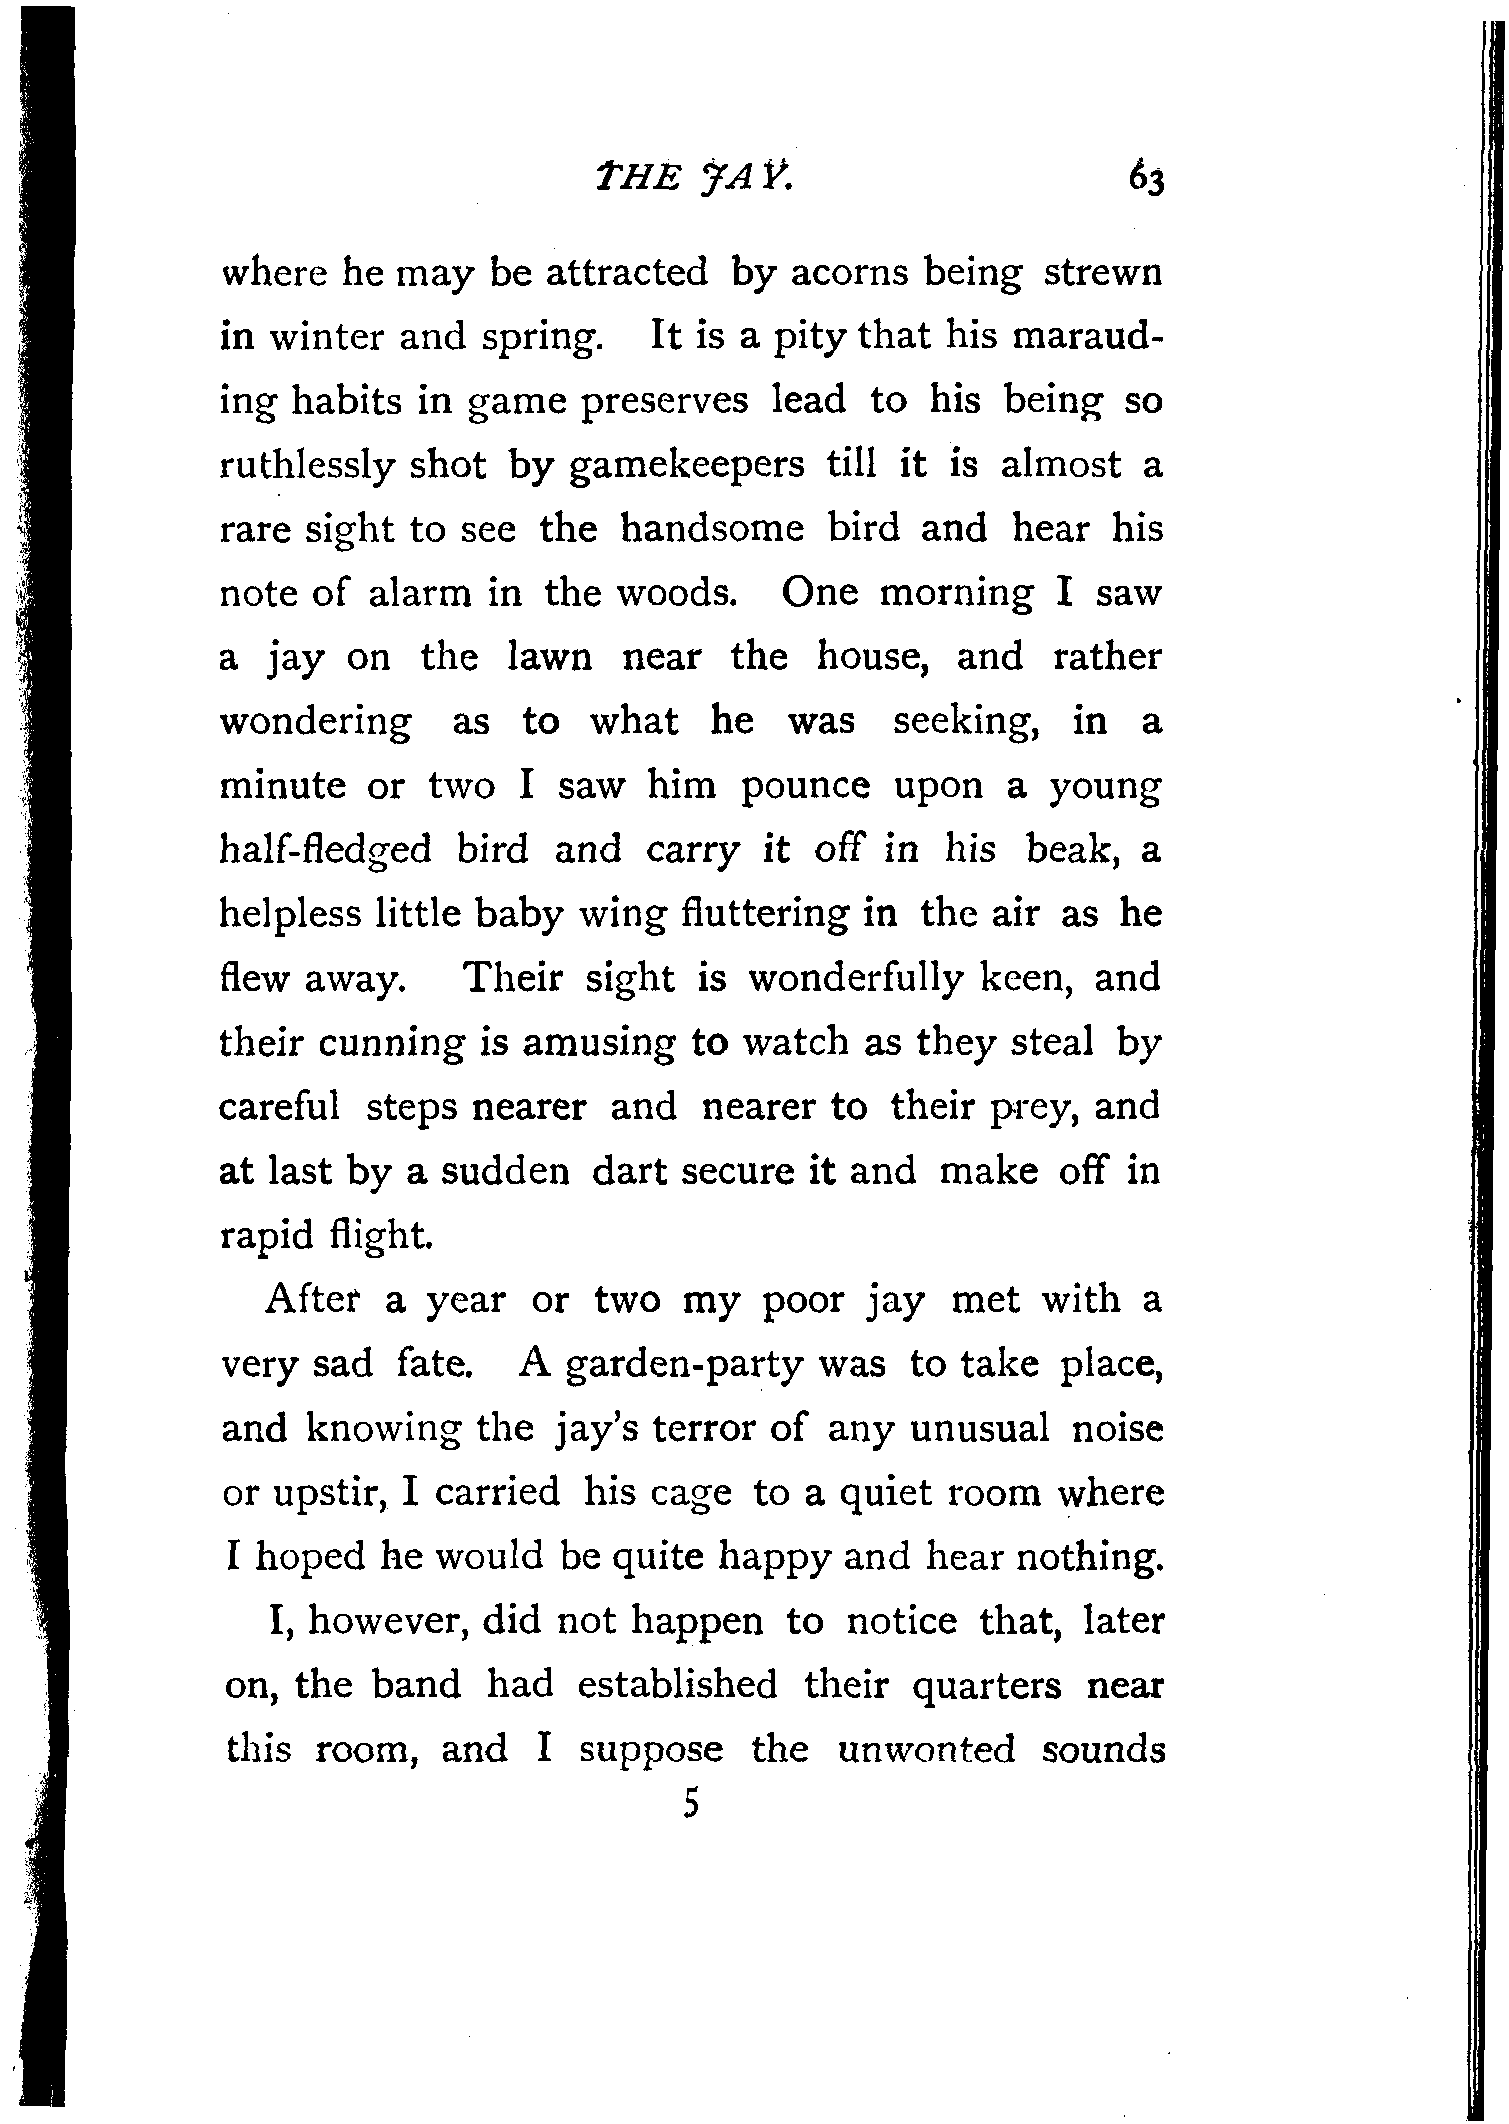 THE JAY. 63
where he may be attracted by acorns being strewn
in winter and spring. It is a pity that his maraud-
ing habits in game preserves lead to his being so
ruthlessly shot by gamekeepers till it is almost a
rare sight to see the handsome bird and hear his
note of alarm in the woods. One morning I saw
a jay on the lawn near the house, and rather
wondering as to what he was seeking, in a
minute or two I saw him pounce upon a young
half-fledged bird and carry it off in his beak, a
helpless little baby wing fluttering in the air as he
flew away. Their sight is wonderfully keen, and
their cunning is amusing to watch as they steal by
careful steps nearer and nearer to their prey, and
at last by a sudden dart secure it and make off in
rapid flight.
After a year or two my poor jay met with a
very sad fate. A garden-party was to take place,
and knowing the jay's terror of any unusual noise
or upstir, I carried his cage to a quiet room where
I hoped he would be quite happy and hear nothing.
I, however, did not happen to notice that, later
on, the band had established their quarters near
this room, and I suppose the unwonted sounds
5